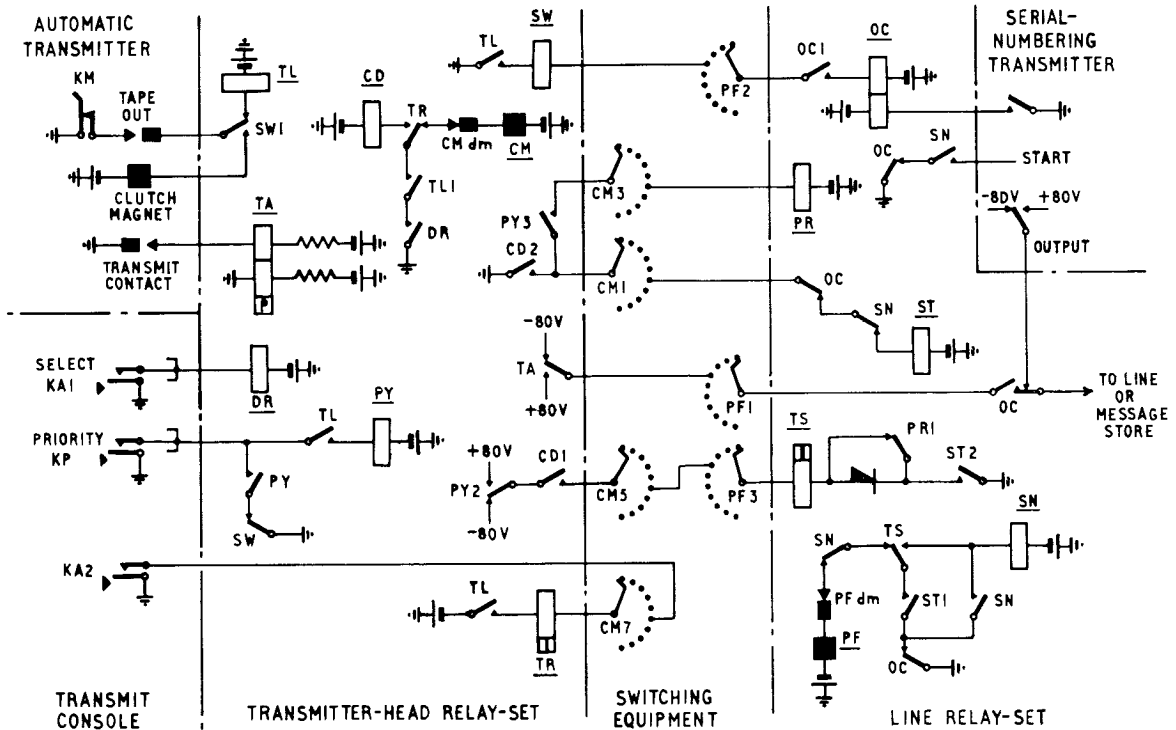 AUTOMATIC
TRANSMITTER
KM
TAPE
OUT
TL
SW1
CLUTCH
MAGNET
TA
TRANSMIT
CONTACT
P
CD
TR
CM dm
CM
TL1
DR
TL
SW
PF2
OC1
OC
SERIAL-
NUMBERING
TRANSMITTER
SN
OC
START
-80V
+80V
OUTPUT
CM3
PR
PY3
CD2
CM1
OC
SN
ST
SELECT
KA1
DR
-80V
TA
+80V
PF1
OC
TO LINE
OR
MESSAGE
STORE
PRIORITY
KP
TL
PY
PY
SW
+80V
PY2
-80V
CD1
CM5
PF3
TS
PR1
ST2
SN
SN
TS
PF dm
ST1
SN
PF
OC
KA2
TL
TR
CM7
TRANSMIT
CONSOLE
TRANSMITTER-HEAD RELAY-SET
SWITCHING
EQUIPMENT
LINE RELAY-SET